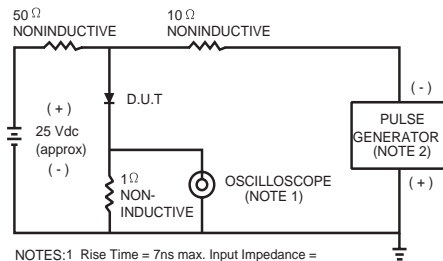 50 Ω
NONINDUCTIVE
10 Ω
NONINDUCTIVE
( + )
25 Vdc
(approx)
( - )
D.U.T
1Ω
NON-
INDUCTIVE
OSCILLOSCOPE
(NOTE 1)
( - )
PULSE
GENERATOR
(NOTE 2)
( + )
NOTES:1 Rise Time = 7ns max. Input Impedance =